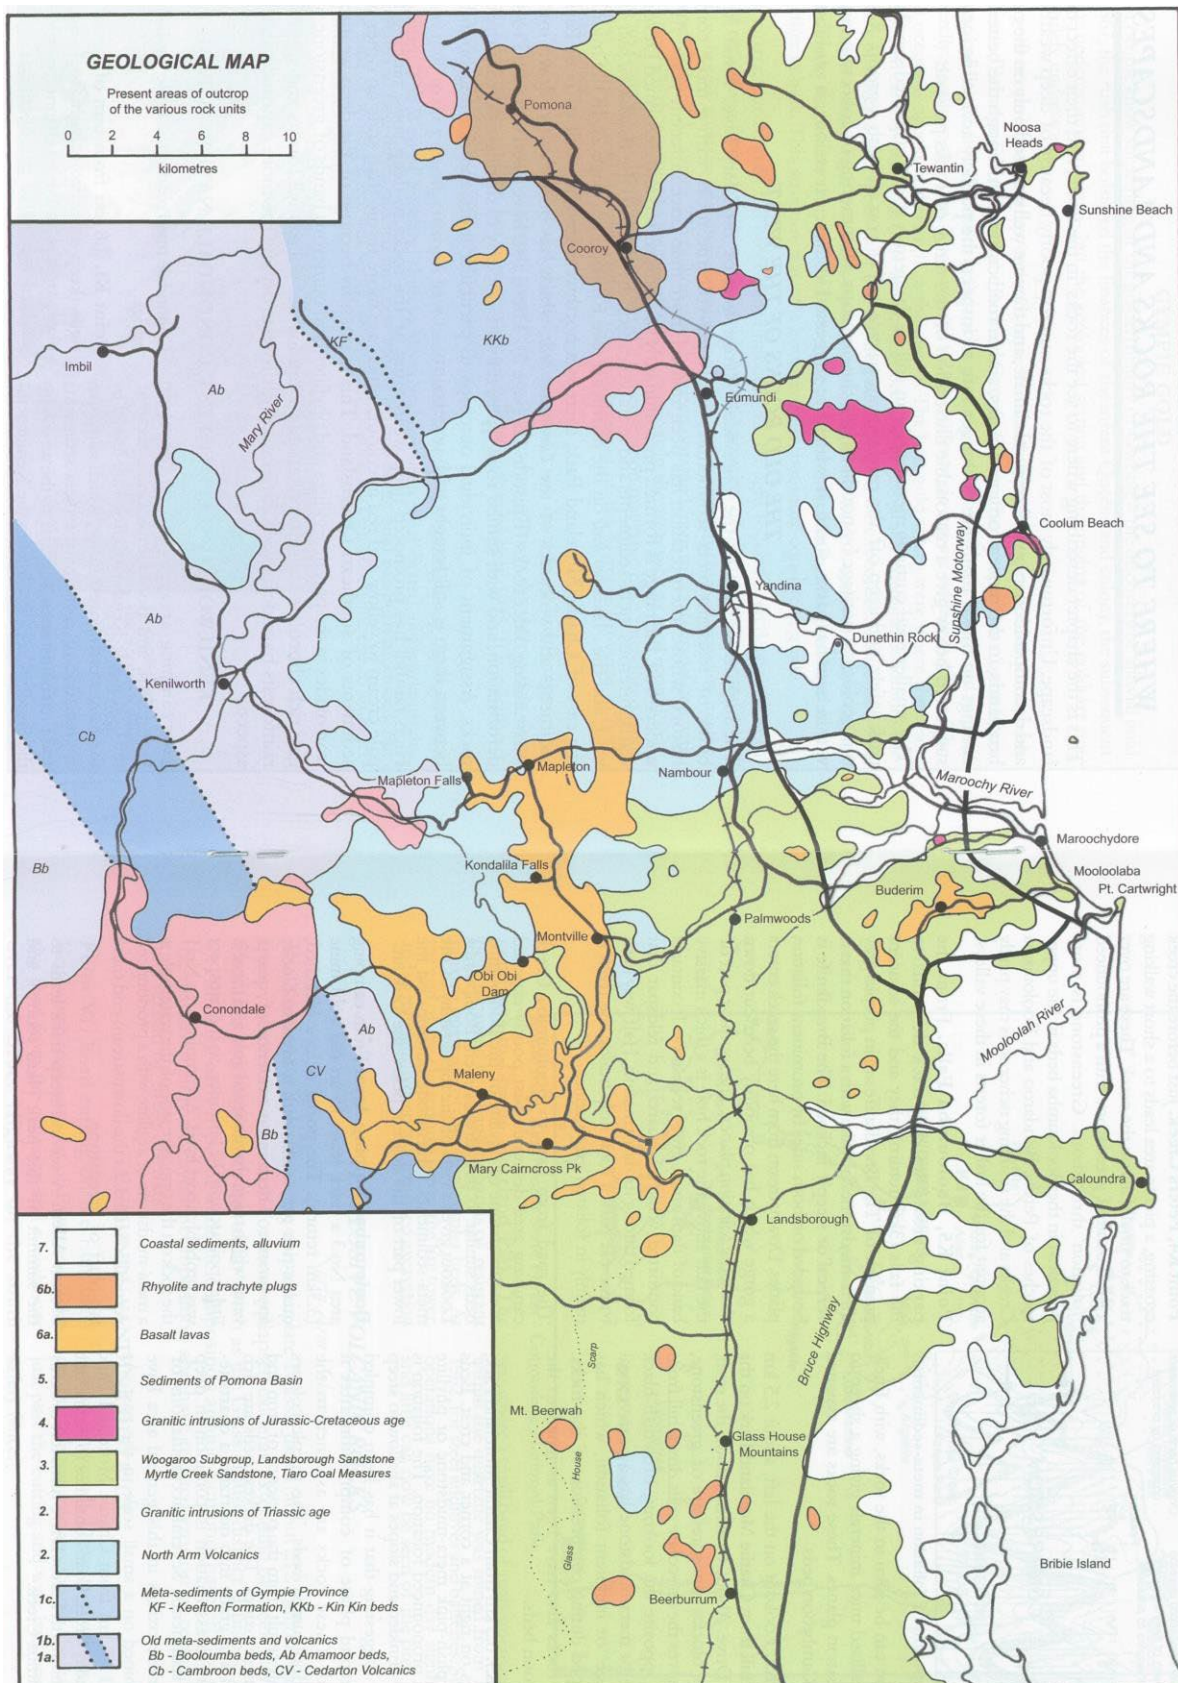 GEOLOGICAL MAP
Present areas of outcrop
of the various rock units
0 2 4 6 8 10
kilometres
Pomona
Noosa
Heads
Tewantin
Sunshine Beach
Cooroy
KF
KKb
Imbil
Ab
Mary River
Eumundi
Coolum Beach
Sunshine Motorway
Yandina
Ab
Dunethin Rock
Kenilworth
Cb
Mapleton Falls
Mapleton
Nambour
Maroochy River
Maroochydore
Bb
Kondalila Falls
Mooloolaba
Pt. Cartwright
Buderim
Montville
Palmwoods
Obi Obi
Dam
Conondale
Ab
Mooloolah River
CV
Maleny
Bb
Mary Cairncross Pk
Caloundra
Landsborough
Bruce Highway
Scarp
Mt. Beerwah
House
Glass House
Mountains
Glass
Bribie Island
Beerburrum
7. Coastal sediments, alluvium
6b. Rhyolite and trachyte plugs
6a. Basalt lavas
5. Sediments of Pomona Basin
4. Granitic intrusions of Jurassic-Cretaceous age
3. Woogaroo Subgroup, Landsborough Sandstone
Myrtle Creek Sandstone, Tiaro Coal Measures
2. Granitic intrusions of Triassic age
2. North Arm Volcanics
1c. Meta-sediments of Gympie Province
KF - Keefton Formation, KKb - Kin Kin beds
1b. Old meta-sediments and volcanics
1a. Bb - Booloumba beds, Ab Amamoor beds,
Cb - Cambroon beds, CV - Cedarton Volcanics
WHERE TO SEE THE ROCKS AND LANDSCAPES